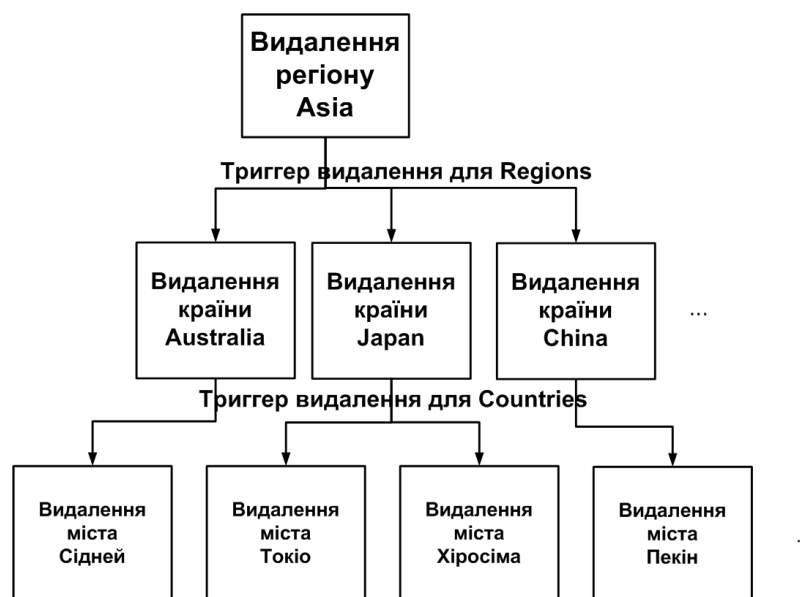 Видалення
регіону
Asia
Триггер видалення для Regions
Видалення
країни
Australia
Видалення
країни
Japan
Видалення
країни
China
...
Триггер видалення для Countries
Видалення
міста
Сідней
Видалення
міста
Токіо
Видалення
міста
Хіросіма
Видалення
міста
Пекін
.